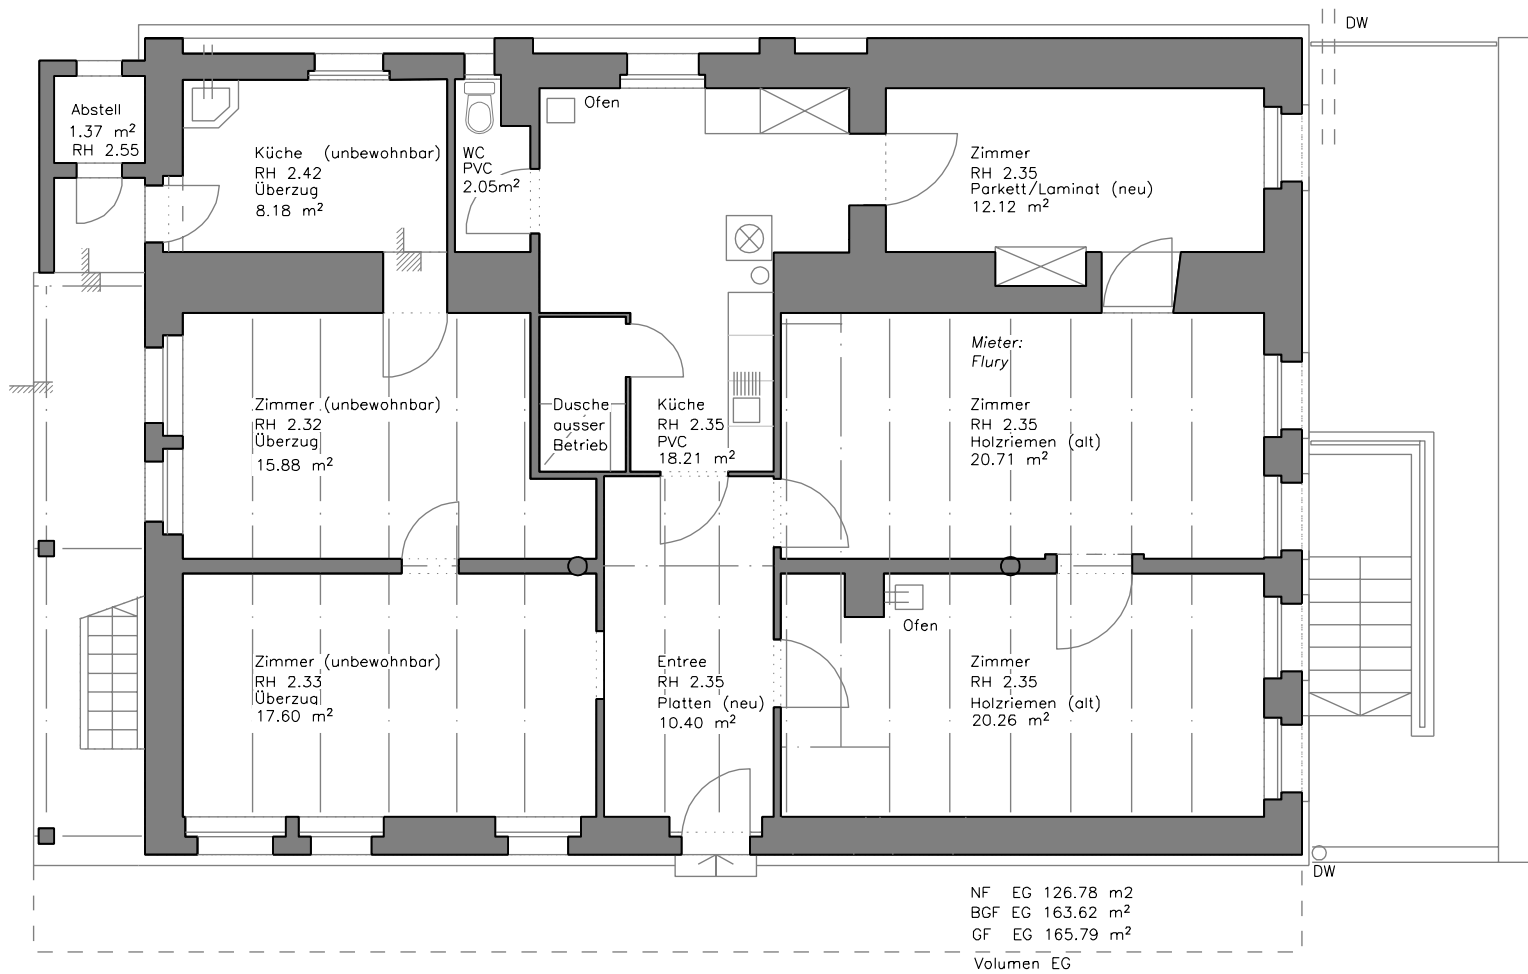 DW
Abstell
1.37 m²
RH 2.55
Küche (unbewohnbar)
RH 2.42
Überzug
8.18 m²
WC
PVC
2.05m²
Ofen
Zimmer
RH 2.35
Parkett/Laminat (neu)
12.12 m²
Mieter:
Flury
Zimmer (unbewohnbar)
RH 2.32
Überzug
15.88 m²
Dusche
ausser
Betrieb
Küche
RH 2.35
PVC
18.21 m²
Zimmer
RH 2.35
Holzriemen (alt)
20.71 m²
Ofen
Zimmer (unbewohnbar)
RH 2.33
Überzug
17.60 m²
Entree
RH 2.35
Platten (neu)
10.40 m²
Zimmer
RH 2.35
Holzriemen (alt)
20.26 m²
DW
NF EG 126.78 m2
BGF EG 163.62 m²
GF EG 165.79 m²
Volumen EG